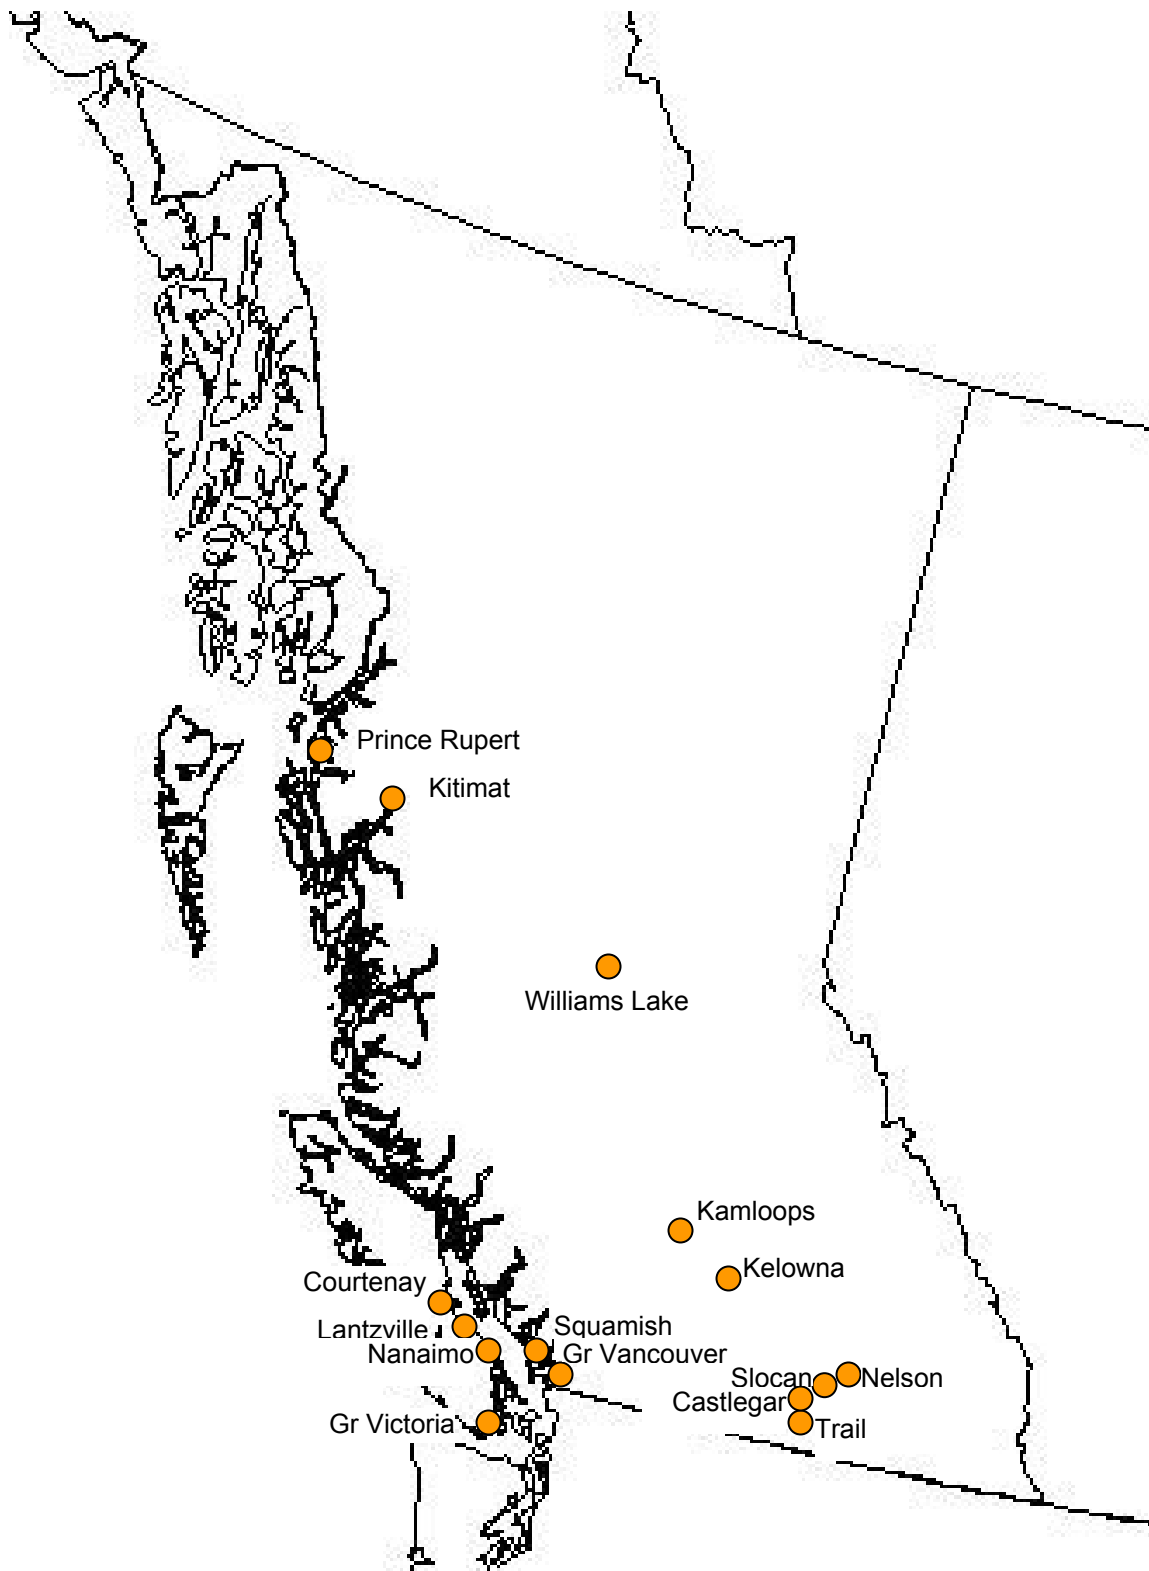 Prince Rupert
Kitimat
Williams Lake
Kamloops
Kelowna
Courtenay
Lantzville
Squamish
Nanaimo
Gr Vancouver
Slocan
Nelson
Castlegar
Gr Victoria
Trail